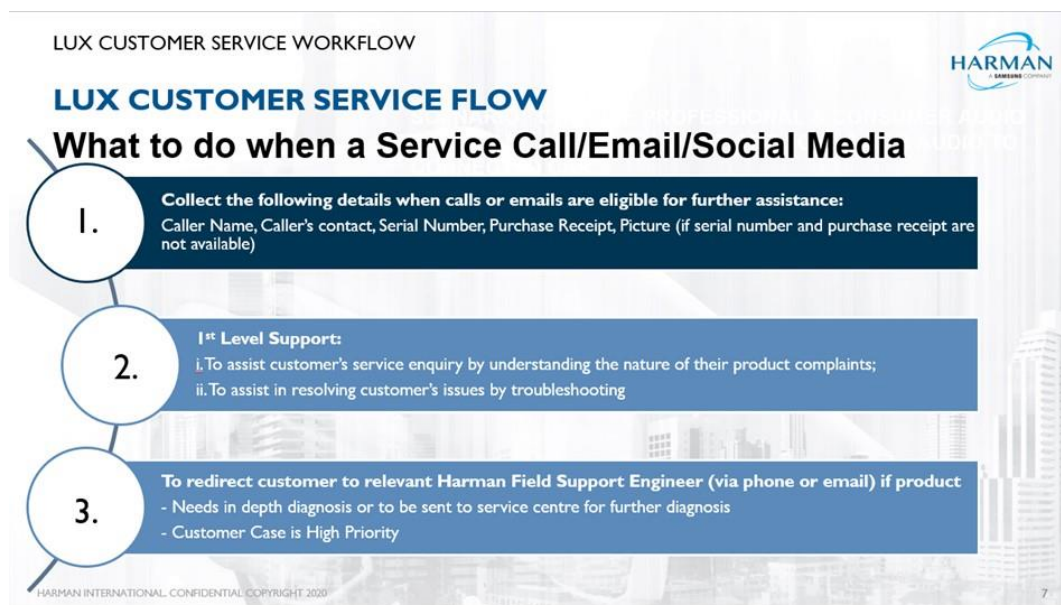 LUX CUSTOMER SERVICE WORKFLOW
HARMAN
A SAMSUNG COMPANY
LUX CUSTOMER SERVICE FLOW
What to do when a Service Call/Email/Social Media
1.
Collect the following details when calls or emails are eligible for further assistance:
Caller Name, Caller's contact, Serial Number, Purchase Receipt, Picture (if serial number and purchase receipt are
not available)
2.
1st Level Support:
i.To assist customer's service enquiry by understanding the nature of their product complaints;
ii.To assist in resolving customer's issues by troubleshooting
3.
To redirect customer to relevant Harman Field Support Engineer (via phone or email) if product
- Needs in depth diagnosis or to be sent to service centre for further diagnosis
- Customer Case is High Priority
HARMAN INTERNATIONAL. CONFIDENTIAL COPYRIGHT 2020
7